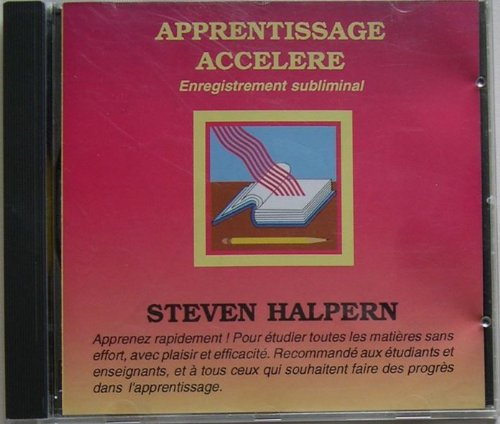 APPRENTISSAGE
ACCELERE
Enregistrement subliminal
STEVEN HALPERN
Apprenez rapidement ! Pour étudier toutes les matières sans
effort, avec plaisir et efficacité. Recommandé aux étudiants et
enseignants, et à tous ceux qui souhaitent faire des progrès
dans l'apprentissage.